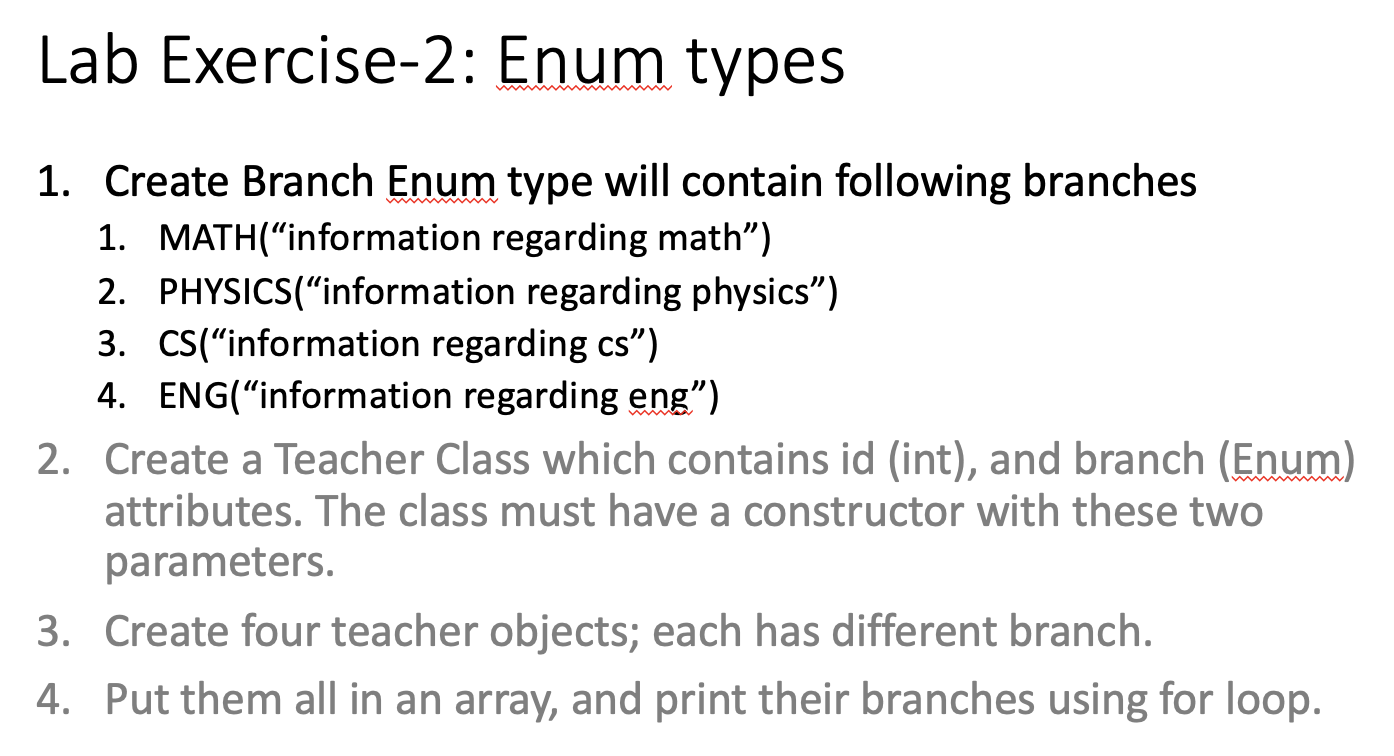 Lab Exercise-2: Enum types
1. Create Branch Enum type will contain following branches
1. MATH(“information regarding math”)
2. PHYSICS(“information regarding physics”)
3. CS(“information regarding cs”)
4. ENG(“information regarding eng”)
2. Create a Teacher Class which contains id (int), and branch (Enum)
attributes. The class must have a constructor with these two
parameters.
3. Create four teacher objects; each has different branch.
4. Put them all in an array, and print their branches using for loop.